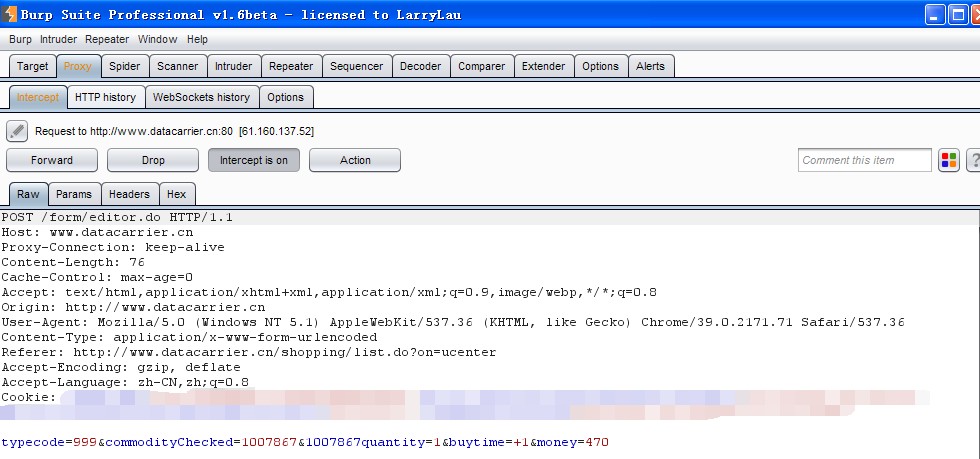 Burp Suite Professional v1.6beta - licensed to LarryLau
Burp Intruder Repeater Window Help
Target Proxy Spider Scanner Intruder Repeater Sequencer Decoder Comparer Extender Options Alerts
Intercept HTTP history WebSockets history Options
Request to http://www.datacarrier.cn:80 [61.160.137.52]
Forward Drop Intercept is on Action Comment this item ?
Raw Params Headers Hex
POST /form/editor.do HTTP/1.1
Host: www.datacarrier.cn
Proxy-Connection: keep-alive
Content-Length: 76
Cache-Control: max-age=0
Accept: text/html,application/xhtml+xml,application/xml;q=0.9,image/webp,*/*;q=0.8
Origin: http://www.datacarrier.cn
User-Agent: Mozilla/5.0 (Windows NT 5.1) AppleWebKit/537.36 (KHTML, like Gecko) Chrome/39.0.2171.71 Safari/537.36
Content-Type: application/x-www-form-urlencoded
Referer: http://www.datacarrier.cn/shopping/list.do?on=ucenter
Accept-Encoding: gzip, deflate
Accept-Language: zh-CN,zh;q=0.8
Cookie:
typecode=999&commodityChecked=1007867&1007867quantity=1&buytime=+1&money=470